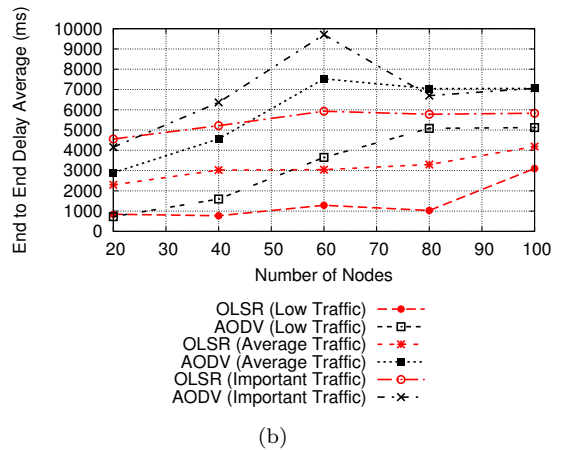 End to End Delay Average (ms)
10000
9000
8000
7000
6000
5000
4000
3000
2000
1000
0
20 30 40 50 60 70 80 90 100
Number of Nodes
OLSR (Low Traffic)
AODV (Low Traffic)
OLSR (Average Traffic)
AODV (Average Traffic)
OLSR (Important Traffic)
AODV (Important Traffic)
(b)